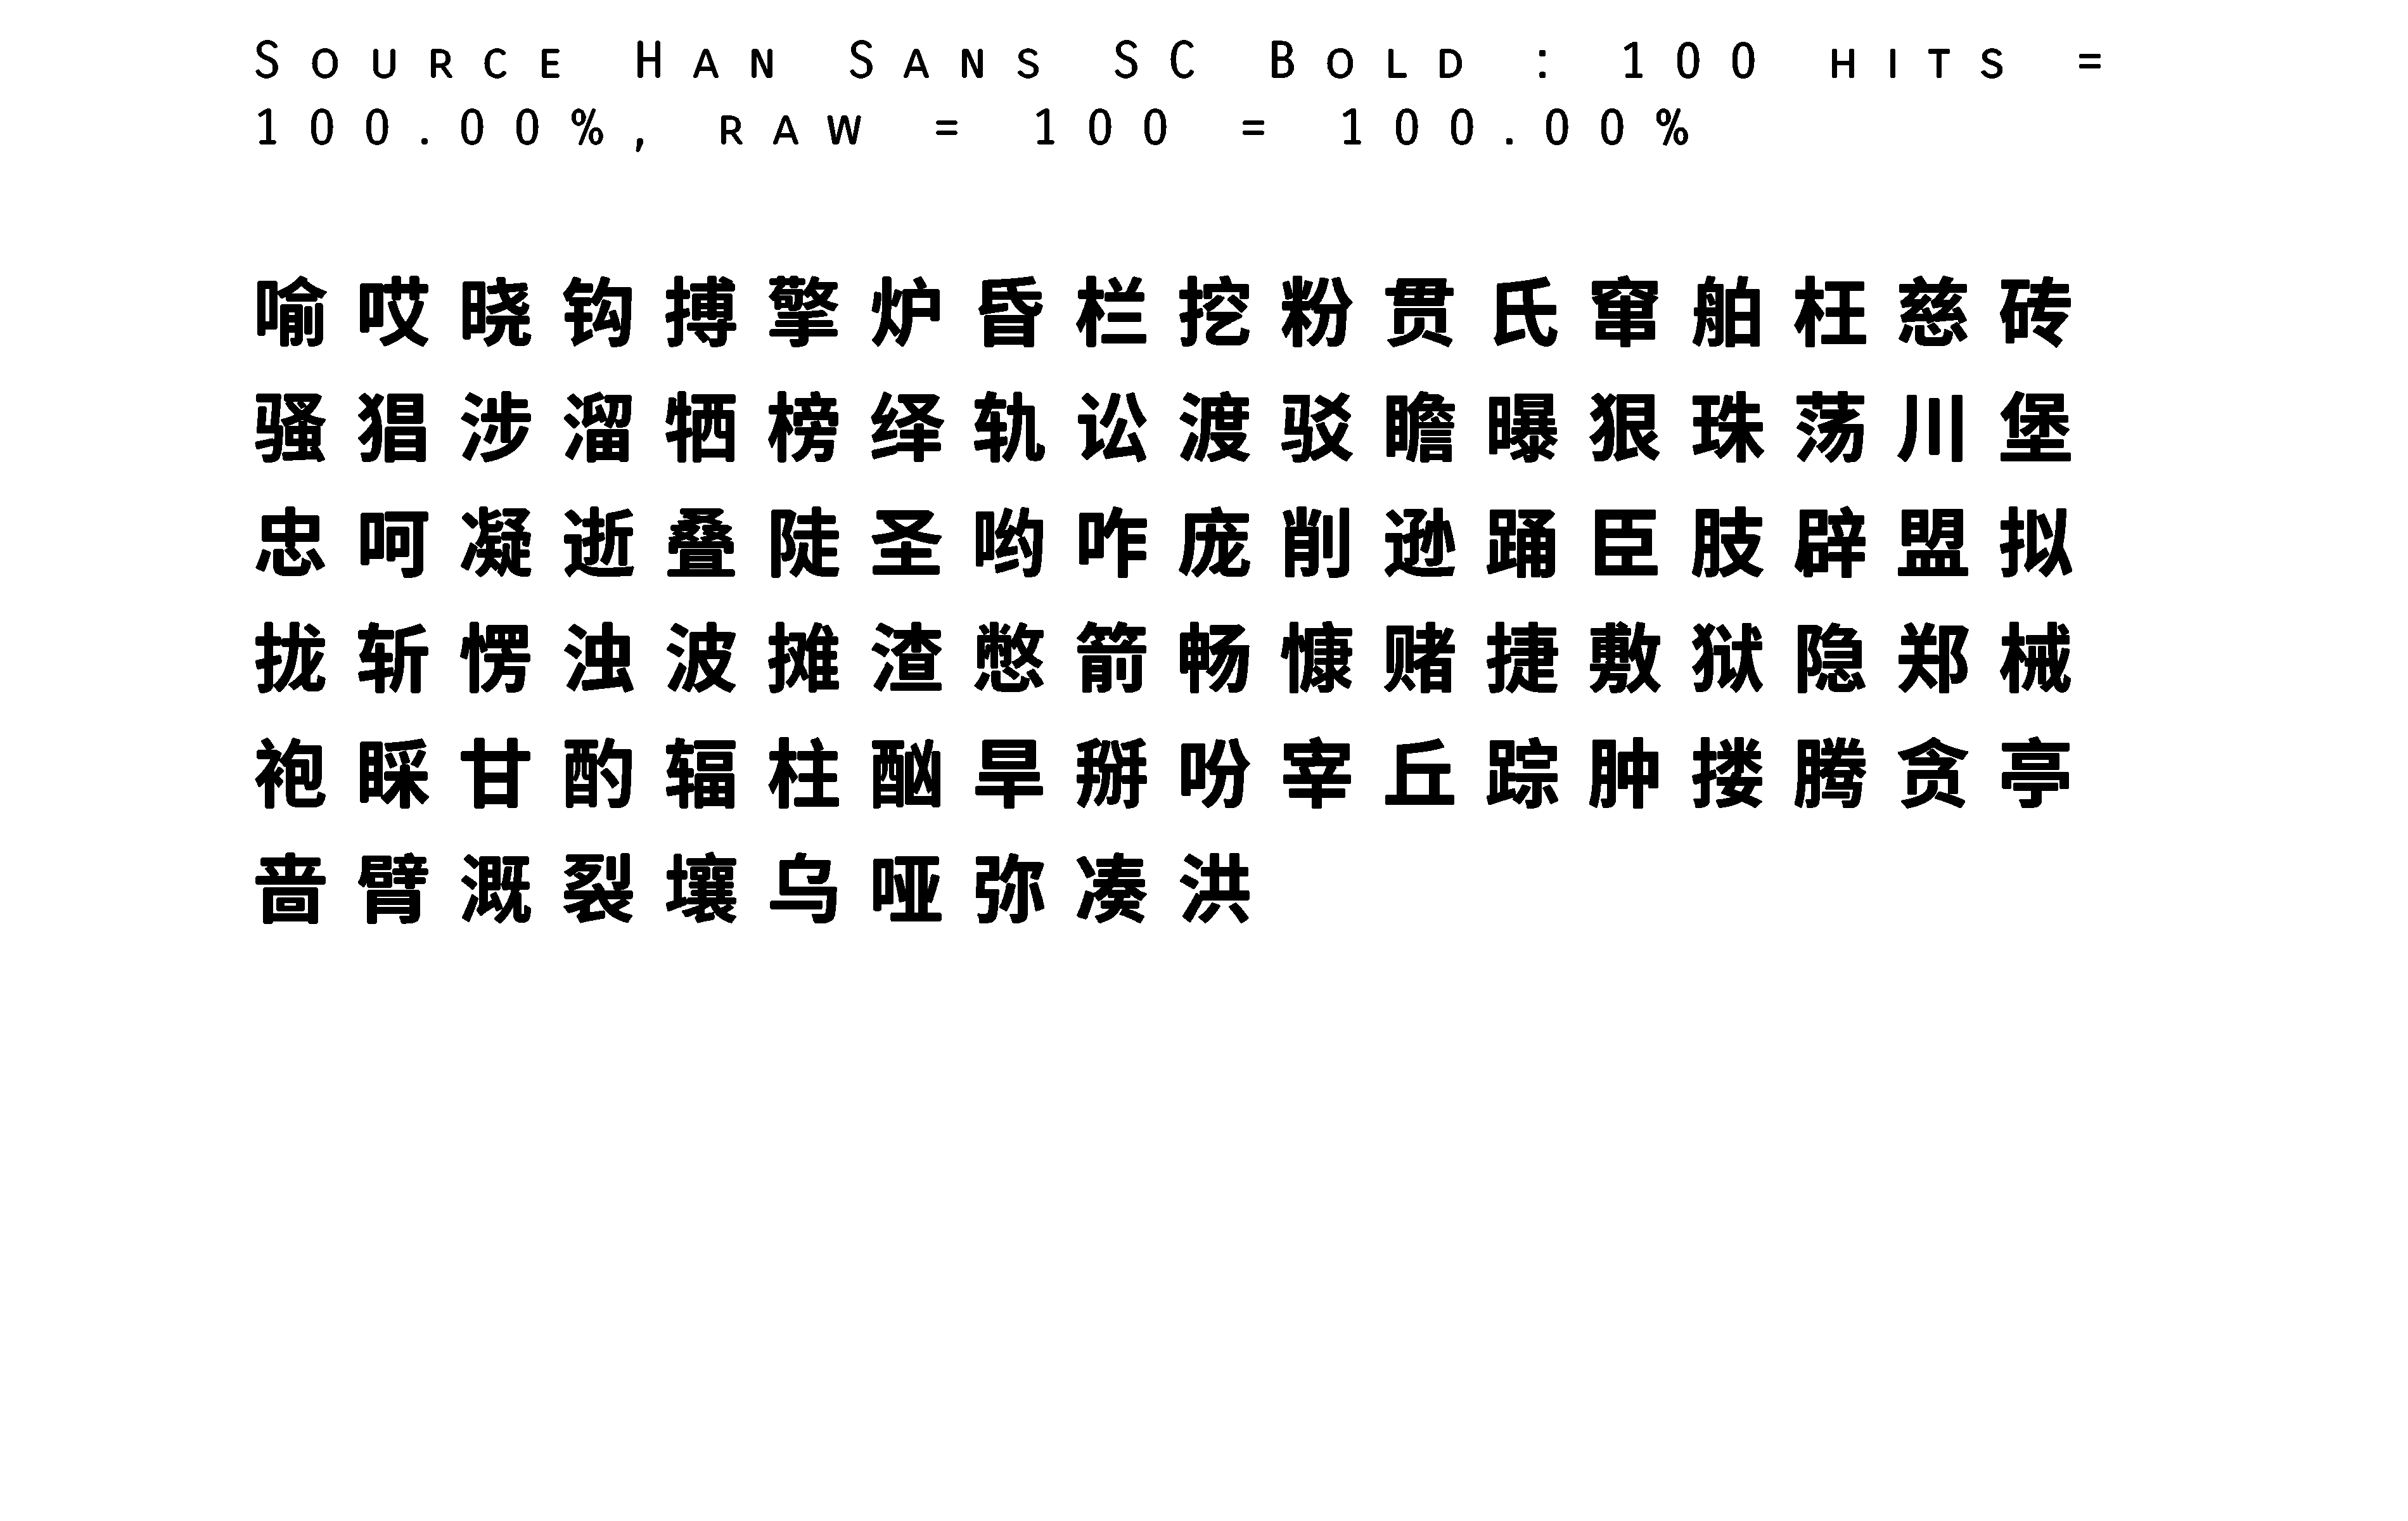 Source Han Sans SC Bold : 100 hits =
100.00%, raw = 100 = 100.00%
喻哎晓钩搏擎炉昏栏挖粉贯氏窜舶枉慈砖
骚猖涉溜牺榜绎轨讼渡驳瞻曝狠珠荡川堡
忠呵凝逝叠陡圣哟咋庞削逊踊臣肢辟盟拟
拢斩愕浊波摊渣憋箭畅慷赌捷敷狱隐郑械
袍睬甘酌辐柱酗旱掰吩宰丘踪肿搂腾贪亭
啬臂溉裂壤乌哑弥凑洪